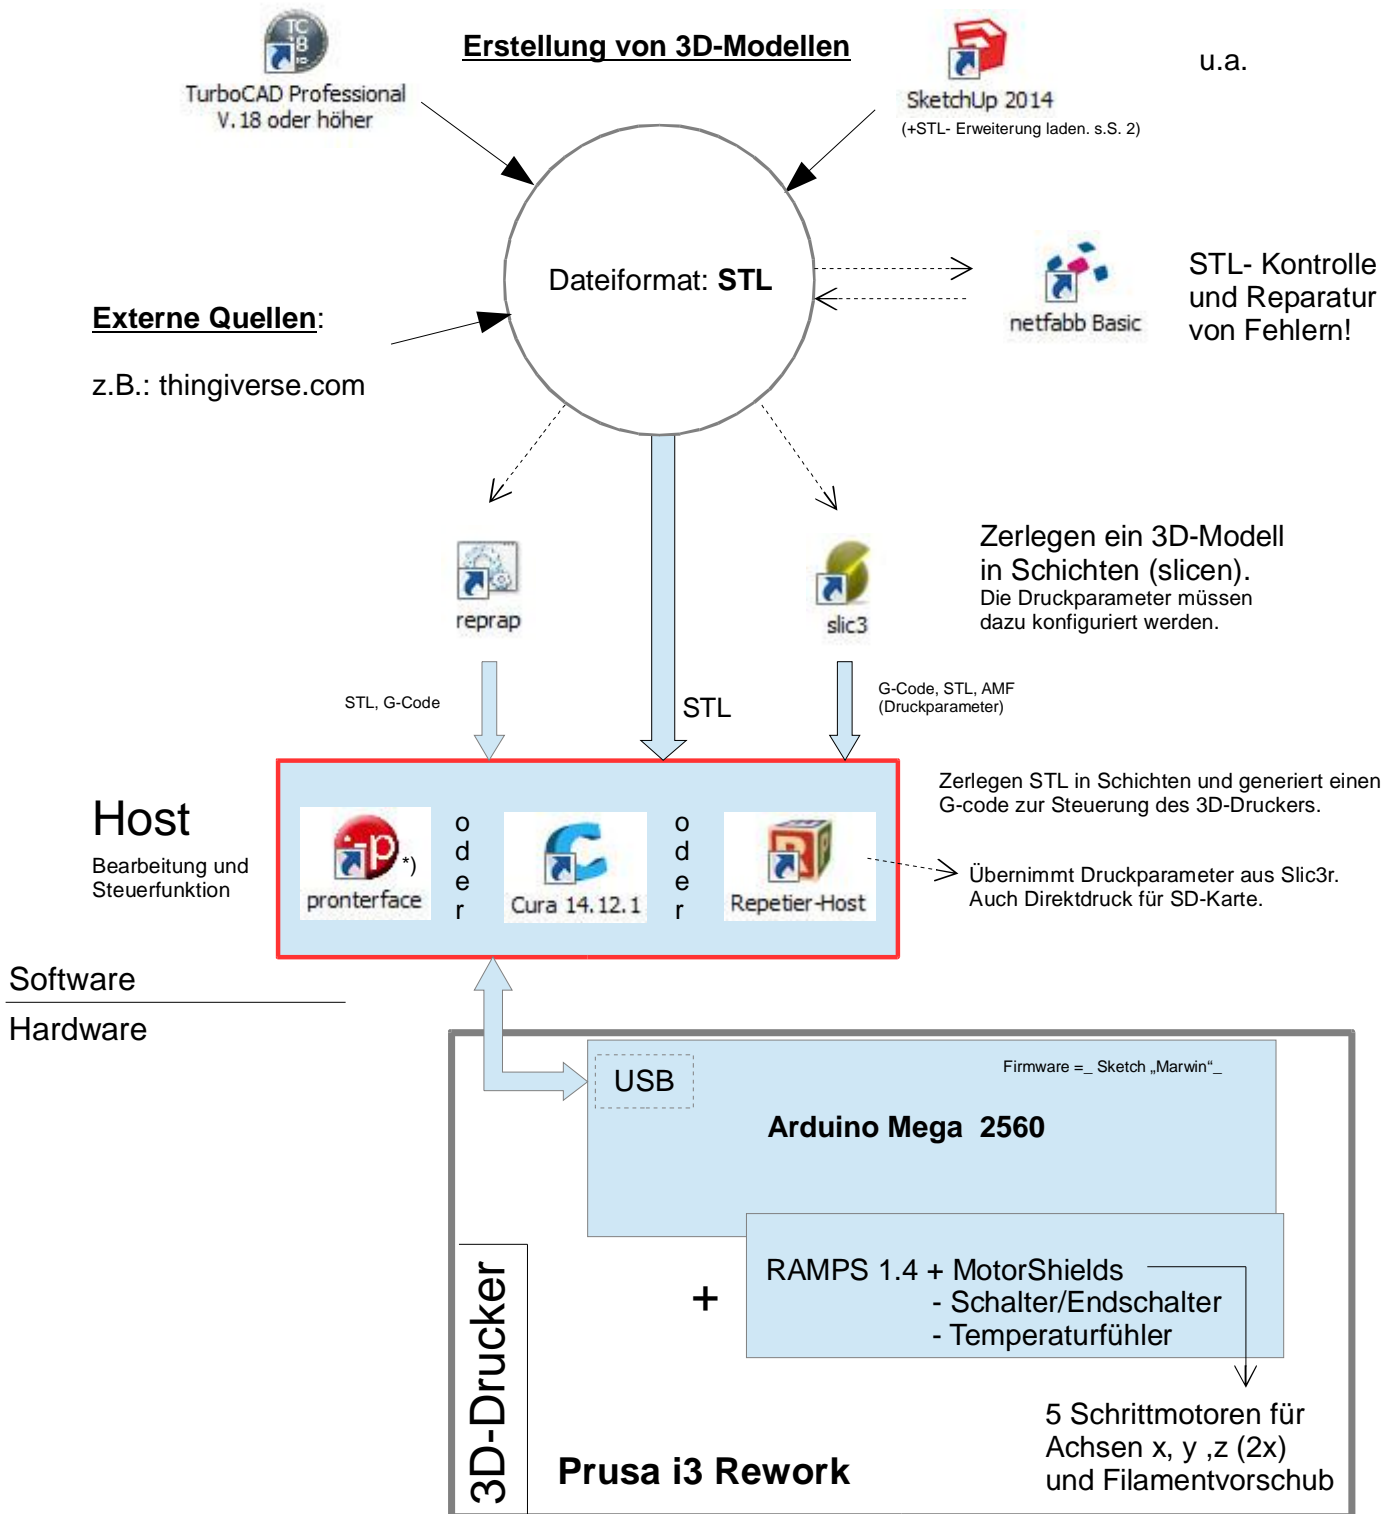 Erstellung von 3D-Modellen
u.a.
TC
18
TurboCAD Professional
V.18 oder höher
SketchUp 2014
(+STL- Erweiterung laden. s.S. 2)
Dateiformat: STL
netfabb Basic
STL- Kontrolle
und Reparatur
von Fehlern!
Externe Quellen:
z.B.: thingiverse.com
reprap
slic3
Zerlegen ein 3D-Modell
in Schichten (slicen).
Die Druckparameter müssen
dazu konfiguriert werden.
STL, G-Code
STL
G-Code, STL, AMF
(Druckparameter)
Host
Bearbeitung und
Steuerfunktion
*)
pronterface
oder
Cura 14.12.1
oder
Repetier-Host
Zerlegen STL in Schichten und generiert einen
G-code zur Steuerung des 3D-Druckers.
Übernimmt Druckparameter aus Slic3r.
Auch Direktdruck für SD-Karte.
Software
Hardware
USB
Firmware =_ Sketch „Marwin“_
Arduino Mega 2560
+
RAMPS 1.4 + MotorShields
- Schalter/Endschalter
- Temperaturfühler
3D-Drucker
Prusa i3 Rework
5 Schrittmotoren für
Achsen x, y ,z (2x)
und Filamentvorschub